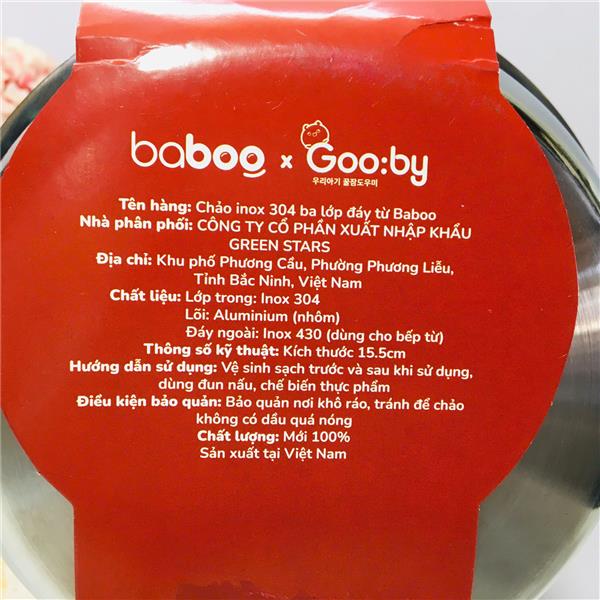 baboo x Goo:by
우리아기 꿀잠도우미
Tên hàng: Chảo inox 304 ba lớp đáy từ Baboo
Nhà phân phối: CÔNG TY CỔ PHẦN XUẤT NHẬP KHẨU
GREEN STARS
Địa chỉ: Khu phố Phương Cầu, Phường Phương Liễu,
Tỉnh Bắc Ninh, Việt Nam
Chất liệu: Lớp trong: Inox 304
Lõi: Aluminium (nhôm)
Đáy ngoài: Inox 430 (dùng cho bếp từ)
Thông số kỹ thuật: Kích thước 15.5cm
Hướng dẫn sử dụng: Vệ sinh sạch trước và sau khi sử dụng,
dùng đun nấu, chế biến thực phẩm
Điều kiện bảo quản: Bảo quản nơi khô ráo, tránh để chảo
không có dầu quá nóng
Chất lượng: Mới 100%
Sản xuất tại Việt Nam